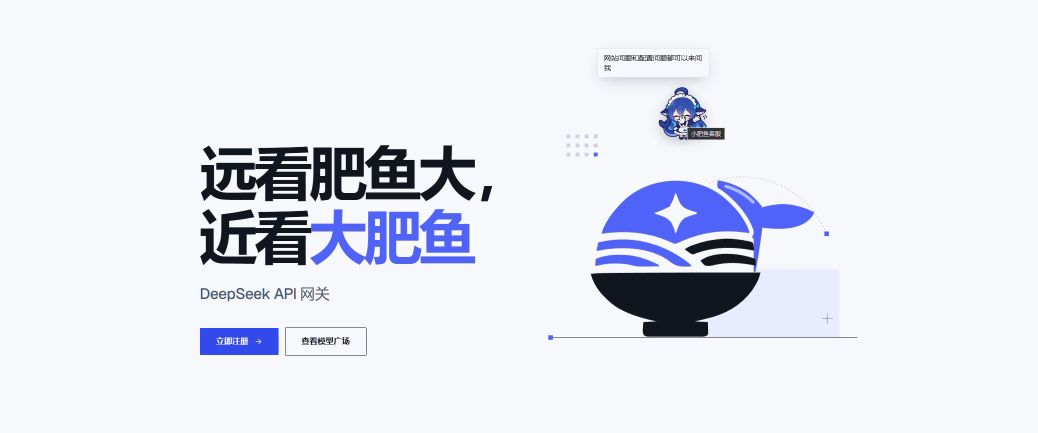 网站问题和配置问题都可以来问
我
小肥鱼客服
远看肥鱼大，
近看大肥鱼
DeepSeek API 网关
立即注册 →
查看模型广场